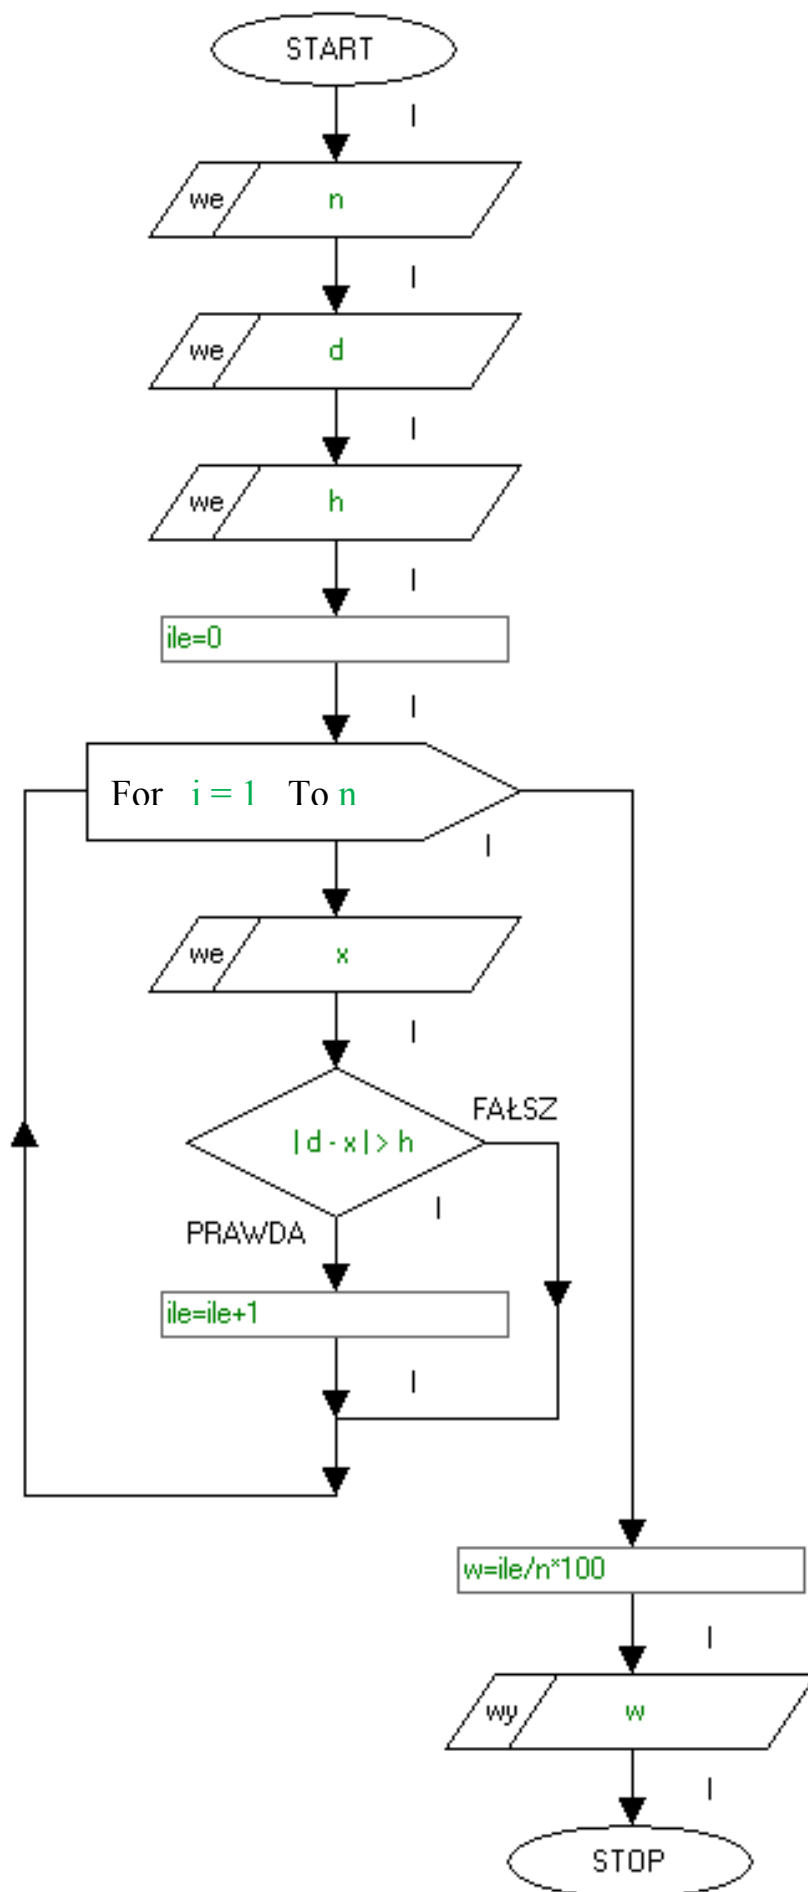 START
we n
we d
we h
ile=0
For i = 1 To n
we x
FAŁSZ
| d - x | > h
PRAWDA
ile=ile+1
w=ile/n*100
wy w
STOP